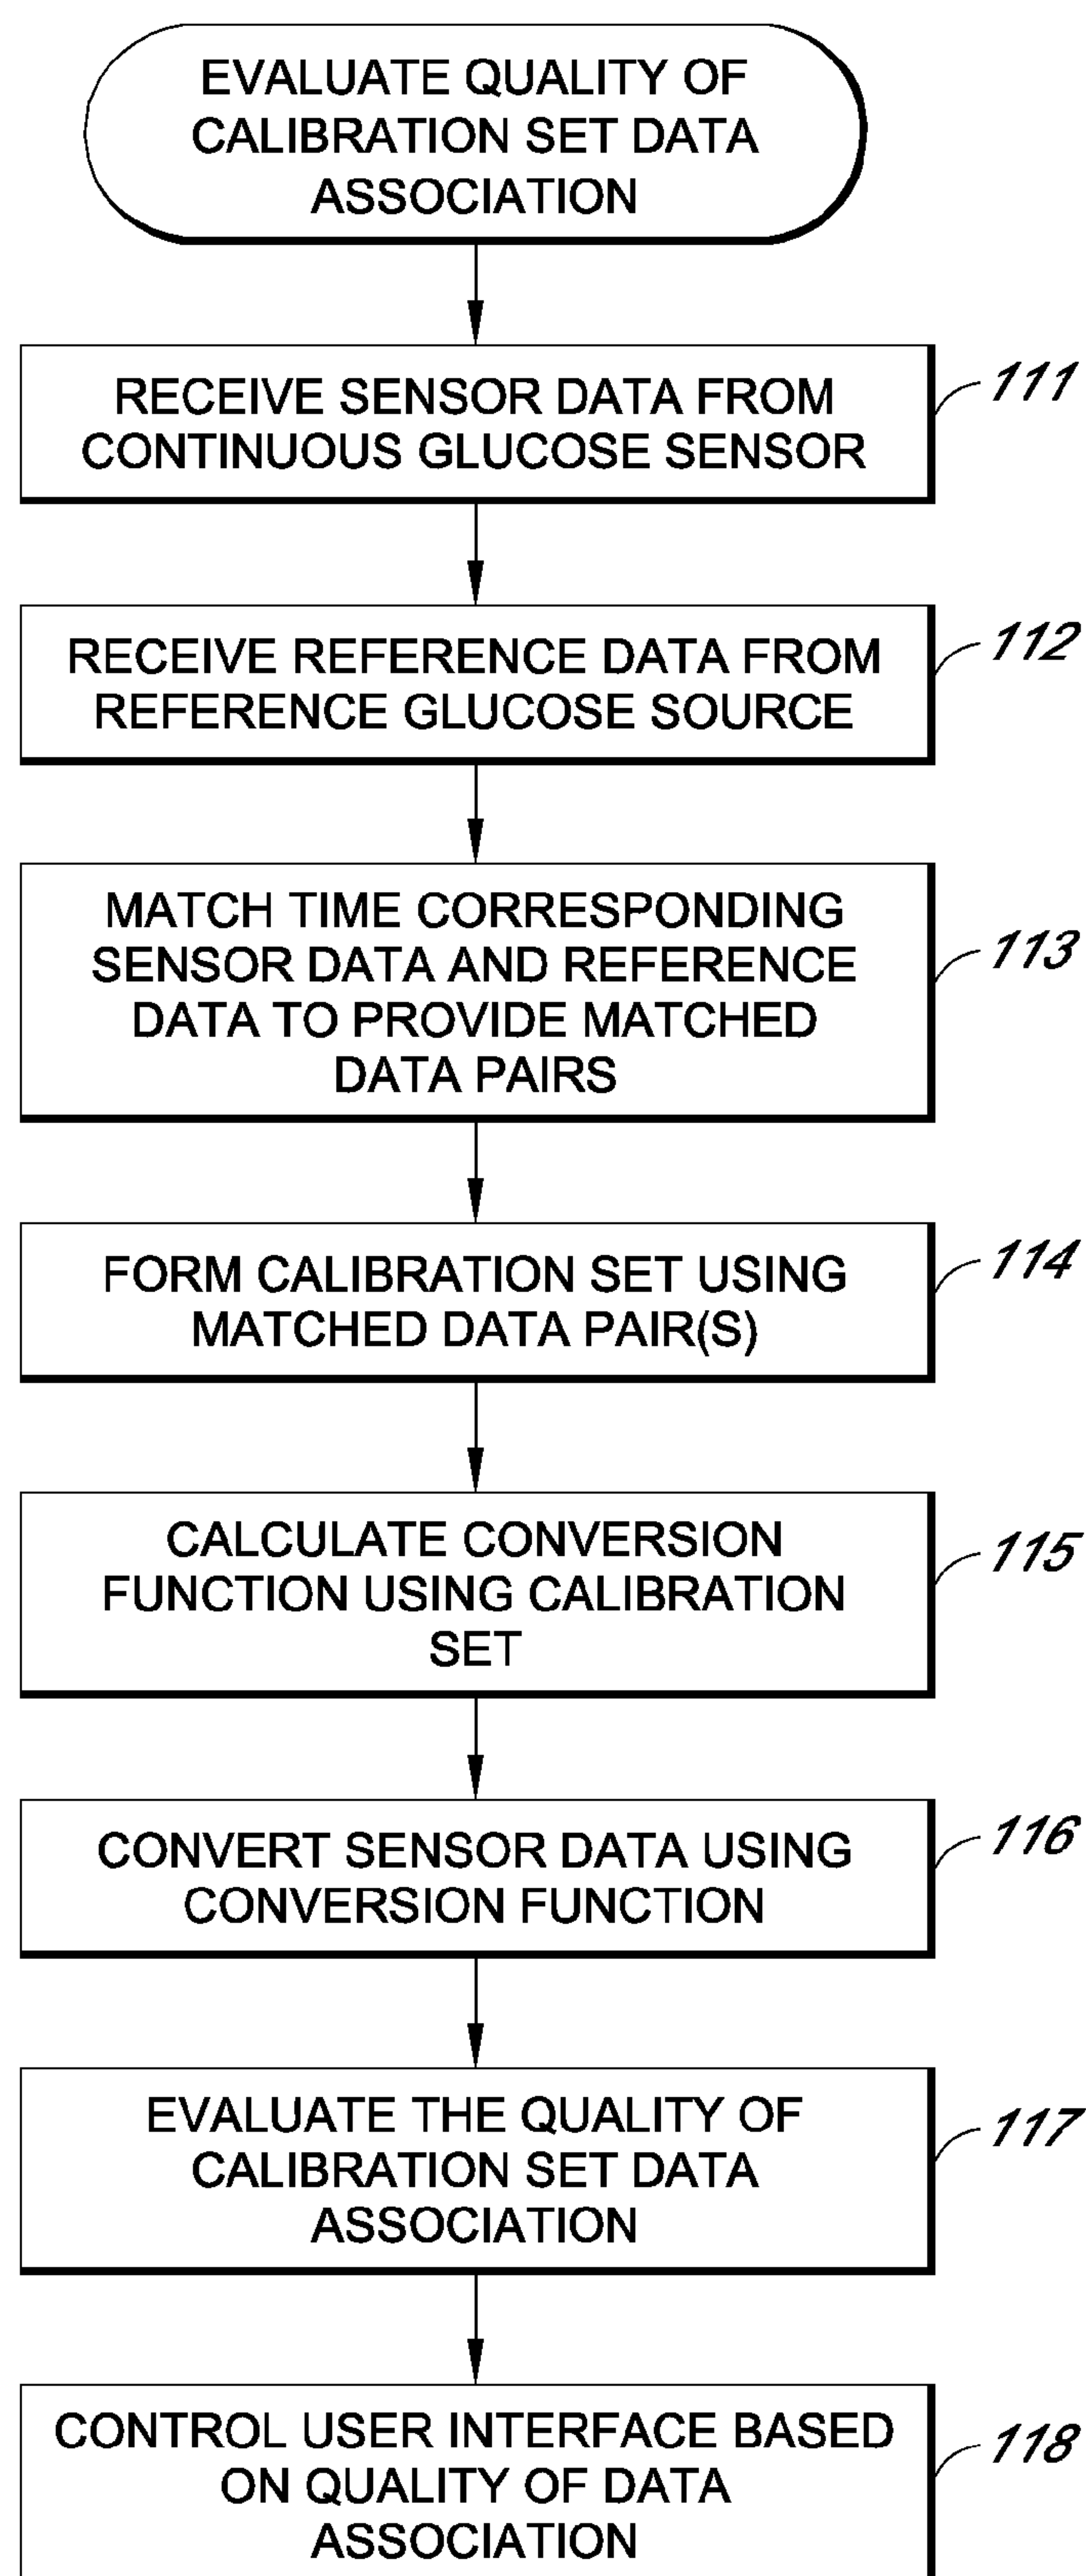 EVALUATE QUALITY OF
CALIBRATION SET DATA
ASSOCIATION
RECEIVE SENSOR DATA FROM
CONTINUOUS GLUCOSE SENSOR
111
RECEIVE REFERENCE DATA FROM
REFERENCE GLUCOSE SOURCE
112
MATCH TIME CORRESPONDING
SENSOR DATA AND REFERENCE
DATA TO PROVIDE MATCHED
DATA PAIRS
113
FORM CALIBRATION SET USING
MATCHED DATA PAIR(S)
114
CALCULATE CONVERSION
FUNCTION USING CALIBRATION
SET
115
CONVERT SENSOR DATA USING
CONVERSION FUNCTION
116
EVALUATE THE QUALITY OF
CALIBRATION SET DATA
ASSOCIATION
117
CONTROL USER INTERFACE BASED
ON QUALITY OF DATA
ASSOCIATION
118